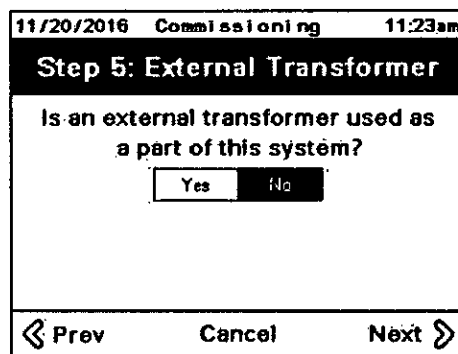 11/20/2016 Commissioning 11:23am
Step 5: External Transformer
Is an external transformer used as
a part of this system?
Yes No
Prev Cancel Next